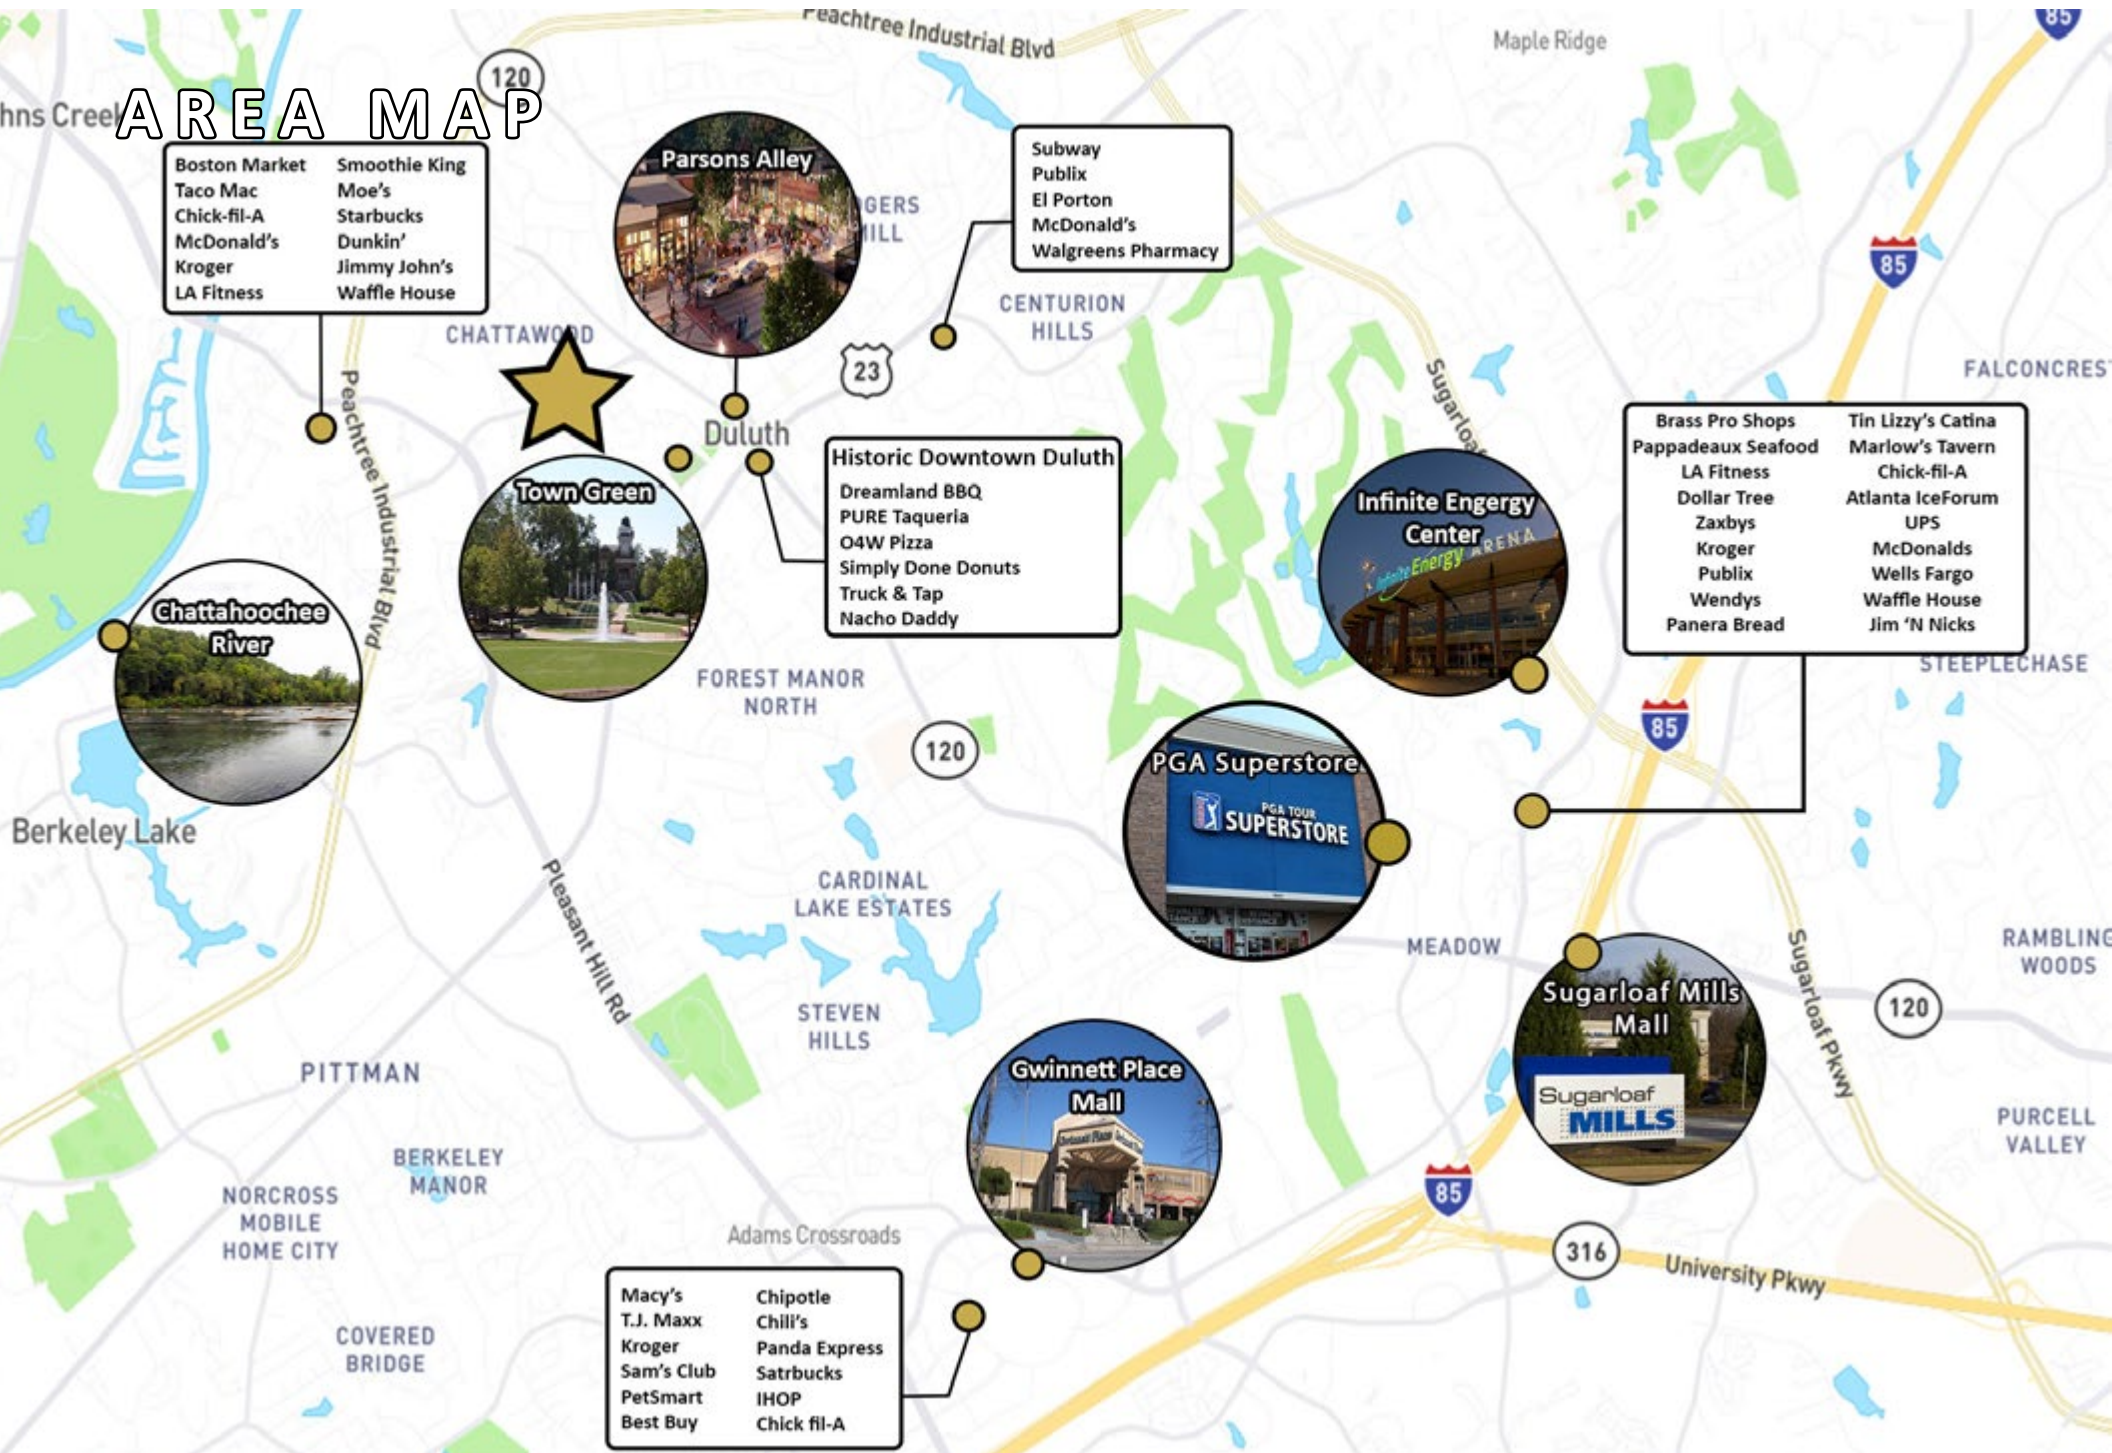 Peachtree Industrial Blvd
85
Maple Ridge
120
hns Creek
AREA MAP
Boston Market
Taco Mac
Chick-fil-A
McDonald's
Kroger
LA Fitness
Smoothie King
Moe's
Starbucks
Dunkin'
Jimmy John's
Waffle House
Parsons Alley
OGERS
MILL
Subway
Publix
El Porton
McDonald's
Walgreens Pharmacy
85
CENTURION
HILLS
CHATTAWOOD
23
Peachtree Industrial Blvd
Sugarloaf
FALCONCREST
Duluth
Historic Downtown Duluth
Dreamland BBQ
PURE Taqueria
O4W Pizza
Simply Done Donuts
Truck & Tap
Nacho Daddy
Town Green
Infinite Engergy
Center
Infinite Energy ARENA
Brass Pro Shops
Pappadeaux Seafood
LA Fitness
Dollar Tree
Zaxbys
Kroger
Publix
Wendys
Panera Bread
Tin Lizzy's Catina
Marlow's Tavern
Chick-fil-A
Atlanta IceForum
UPS
McDonalds
Wells Fargo
Waffle House
Jim 'N Nicks
Chattahoochee
River
STEEPLECHASE
FOREST MANOR
NORTH
85
120
PGA Superstore
PGA TOUR
SUPERSTORE
Berkeley Lake
Pleasant Hill Rd
CARDINAL
LAKE ESTATES
MEADOW
Sugarloaf Pkwy
RAMBLING
WOODS
120
Sugarloaf Mills
Mall
Sugarloaf
MILLS
STEVEN
HILLS
Gwinnett Place
Mall
Gwinnett Place
PITTMAN
PURCELL
VALLEY
BERKELEY
MANOR
NORCROSS
MOBILE
HOME CITY
85
Adams Crossroads
316
University Pkwy
Macy's
T.J. Maxx
Kroger
Sam's Club
PetSmart
Best Buy
Chipotle
Chili's
Panda Express
Satrbucks
IHOP
Chick fil-A
COVERED
BRIDGE